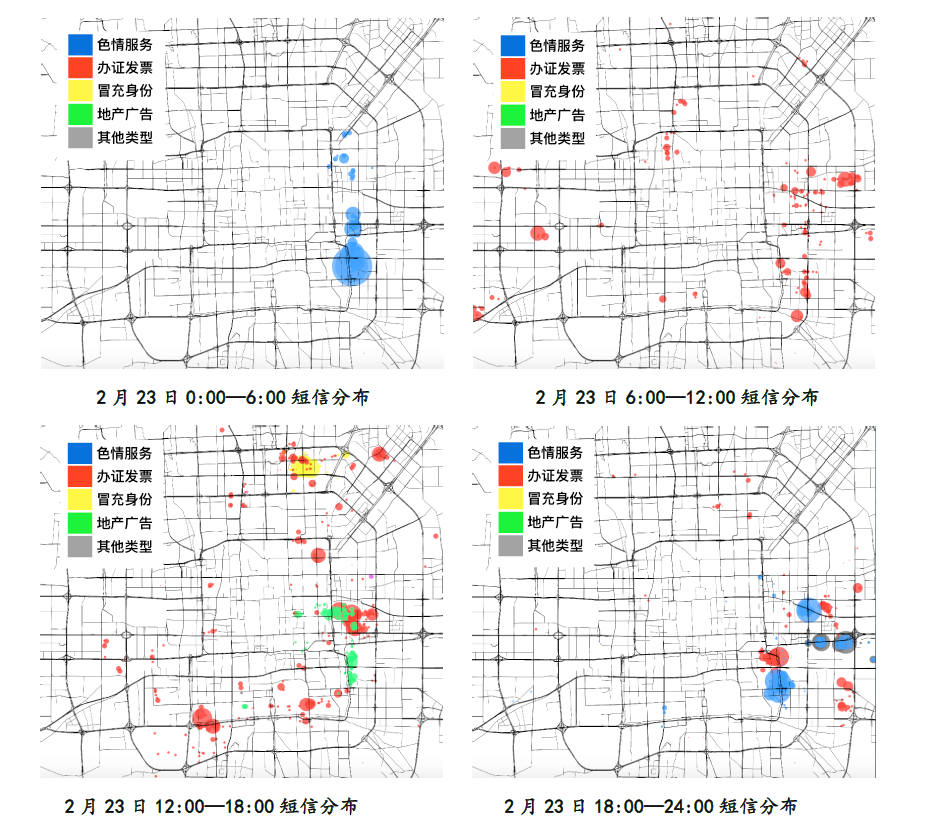 色情服务
办证发票
冒充身份
地产广告
其他类型
色情服务
办证发票
冒充身份
地产广告
其他类型
2 月 23 日 0:00—6:00 短信分布
2 月 23 日 6:00—12:00 短信分布
色情服务
办证发票
冒充身份
地产广告
其他类型
色情服务
办证发票
冒充身份
地产广告
其他类型
2 月 23 日 12:00—18:00 短信分布
2 月 23 日 18:00—24:00 短信分布